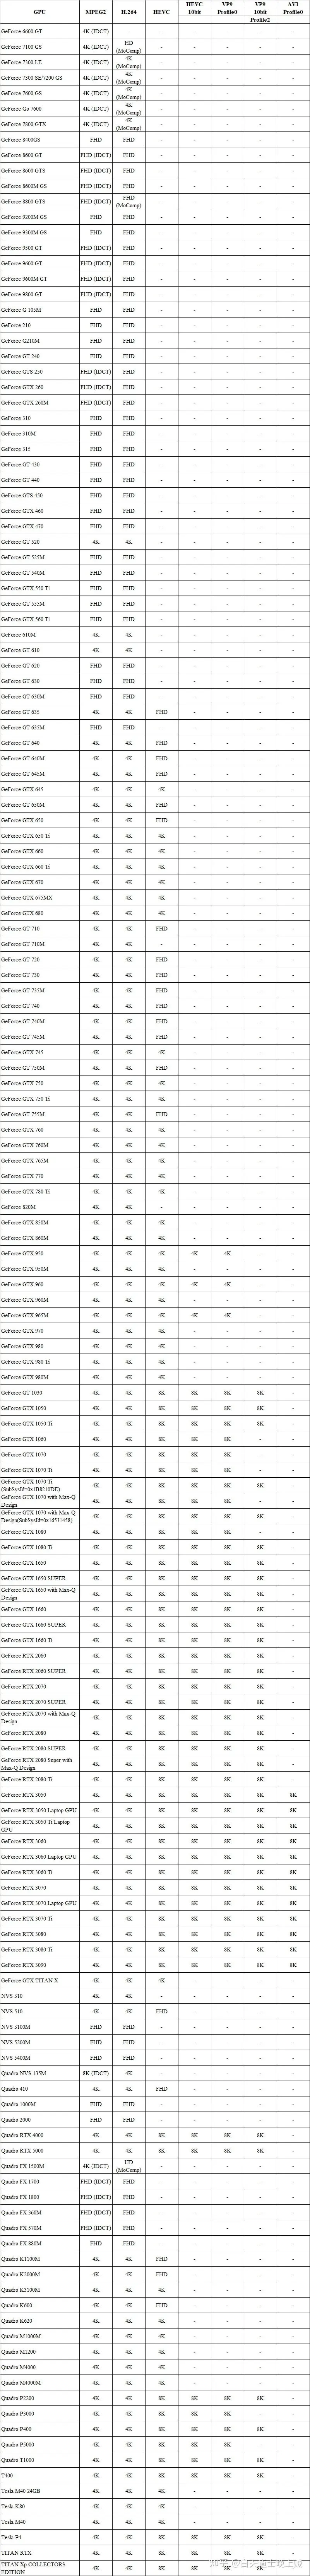 GPU MPEG2 H.264 HEVC HEVC 10bit VP9 Profile0 VP9 10bit Profile2 AV1 Profile0
GeForce 6600 GT 4K (IDCT) - - - - - -
GeForce 7100 GS 4K (IDCT) HD (MoComp) - - - - -
GeForce 7300 LE 4K (IDCT) 4K (MoComp) - - - - -
GeForce 7300 SE/7200 GS 4K (IDCT) 4K (MoComp) - - - - -
GeForce 7600 GS 4K (IDCT) 4K (MoComp) - - - - -
GeForce Go 7600 4K (IDCT) 4K (MoComp) - - - - -
GeForce 7800 GTX 4K (IDCT) 4K (MoComp) - - - - -
GeForce 8400GS FHD FHD - - - - -
GeForce 8600 GT FHD (IDCT) FHD - - - - -
GeForce 8600 GTS FHD (IDCT) FHD - - - - -
GeForce 8600M GS FHD (IDCT) FHD - - - - -
GeForce 8800 GTS FHD (IDCT) FHD (MoComp) - - - - -
GeForce 9200M GS FHD FHD - - - - -
GeForce 9300M GS FHD FHD - - - - -
GeForce 9500 GT FHD (IDCT) FHD - - - - -
GeForce 9600 GT FHD (IDCT) FHD - - - - -
GeForce 9600M GT FHD (IDCT) FHD - - - - -
GeForce 9800 GT FHD (IDCT) FHD - - - - -
GeForce G 105M FHD FHD - - - - -
GeForce 210 FHD FHD - - - - -
GeForce G210M FHD FHD - - - - -
GeForce GT 240 FHD FHD - - - - -
GeForce GTS 250 FHD (IDCT) FHD - - - - -
GeForce GTX 260 FHD (IDCT) FHD - - - - -
GeForce GTX 260M FHD (IDCT) FHD - - - - -
GeForce 310 FHD FHD - - - - -
GeForce 310M FHD FHD - - - - -
GeForce 315 FHD FHD - - - - -
GeForce GT 430 FHD FHD - - - - -
GeForce GT 440 FHD FHD - - - - -
GeForce GTS 450 FHD FHD - - - - -
GeForce GTX 460 FHD FHD - - - - -
GeForce GTX 470 FHD FHD - - - - -
GeForce GT 520 4K 4K - - - - -
GeForce GT 525M FHD FHD - - - - -
GeForce GT 540M FHD FHD - - - - -
GeForce GTX 550 Ti FHD FHD - - - - -
GeForce GT 555M FHD FHD - - - - -
GeForce GTX 560 Ti FHD FHD - - - - -
GeForce 610M 4K 4K - - - - -
GeForce GT 610 4K 4K - - - - -
GeForce GT 620 FHD FHD - - - - -
GeForce GT 630 FHD FHD - - - - -
GeForce GT 630M FHD FHD - - - - -
GeForce GT 635 4K 4K FHD - - - -
GeForce GT 635M FHD FHD - - - - -
GeForce GT 640 4K 4K FHD - - - -
GeForce GT 640M 4K 4K FHD - - - -
GeForce GT 645M 4K 4K FHD - - - -
GeForce GTX 645 4K 4K 4K - - - -
GeForce GT 650M 4K 4K FHD - - - -
GeForce GTX 650 4K 4K FHD - - - -
GeForce GTX 650 Ti 4K 4K 4K - - - -
GeForce GTX 660 4K 4K 4K - - - -
GeForce GTX 660 Ti 4K 4K 4K - - - -
GeForce GTX 670 4K 4K 4K - - - -
GeForce GTX 675MX 4K 4K 4K - - - -
GeForce GTX 680 4K 4K 4K - - - -
GeForce GT 710 4K 4K FHD - - - -
GeForce GT 710M 4K 4K - - - - -
GeForce GT 720 4K 4K FHD - - - -
GeForce GT 730 4K 4K FHD - - - -
GeForce GT 735M 4K 4K FHD - - - -
GeForce GT 740 4K 4K FHD - - - -
GeForce GT 740M 4K 4K FHD - - - -
GeForce GT 745M 4K 4K FHD - - - -
GeForce GTX 745 4K 4K 4K - - - -
GeForce GT 750M 4K 4K FHD - - - -
GeForce GTX 750 4K 4K 4K - - - -
GeForce GTX 750 Ti 4K 4K 4K - - - -
GeForce GT 755M 4K 4K FHD - - - -
GeForce GTX 760 4K 4K 4K - - - -
GeForce GTX 760M 4K 4K 4K - - - -
GeForce GTX 765M 4K 4K 4K - - - -
GeForce GTX 770 4K 4K 4K - - - -
GeForce GTX 780 Ti 4K 4K 4K - - - -
GeForce 820M 4K 4K - - - - -
GeForce GTX 850M 4K 4K 4K - - - -
GeForce GTX 860M 4K 4K 4K - - - -
GeForce GTX 950 4K 4K 4K 4K 4K - -
GeForce GTX 950M 4K 4K 4K - - - -
GeForce GTX 960 4K 4K 4K 4K 4K - -
GeForce GTX 960M 4K 4K 4K - - - -
GeForce GTX 965M 4K 4K 4K 4K 4K - -
GeForce GTX 970 4K 4K 4K - - - -
GeForce GTX 980 4K 4K 4K - - - -
GeForce GTX 980 Ti 4K 4K 4K - - - -
GeForce GTX 980M 4K 4K 4K - - - -
GeForce GT 1030 4K 4K 8K 8K 8K 8K -
GeForce GTX 1050 4K 4K 8K 8K 8K 8K -
GeForce GTX 1050 Ti 4K 4K 8K 8K 8K 8K -
GeForce GTX 1060 4K 4K 8K 8K 8K - -
GeForce GTX 1070 4K 4K 8K 8K 8K - -
GeForce GTX 1070 Ti 4K 4K 8K 8K 8K - -
GeForce GTX 1070 Ti (SubSysId=0x1B8210DE) 4K 4K 8K 8K 8K 8K -
GeForce GTX 1070 with Max-Q Design 4K 4K 8K 8K 8K - -
GeForce GTX 1070 with Max-Q Design(SubSysId=0x16531458) 4K 4K 8K 8K 8K 8K -
GeForce GTX 1080 4K 4K 8K 8K 8K - -
GeForce GTX 1080 Ti 4K 4K 8K 8K 8K 8K -
GeForce GTX 1650 4K 4K 8K 8K 8K 8K -
GeForce GTX 1650 SUPER 4K 4K 8K 8K 8K 8K -
GeForce GTX 1650 with Max-Q Design 4K 4K 8K 8K 8K 8K -
GeForce GTX 1660 4K 4K 8K 8K 8K 8K -
GeForce GTX 1660 SUPER 4K 4K 8K 8K 8K 8K -
GeForce GTX 1660 Ti 4K 4K 8K 8K 8K 8K -
GeForce RTX 2060 4K 4K 8K 8K 8K 8K -
GeForce RTX 2060 SUPER 4K 4K 8K 8K 8K 8K -
GeForce RTX 2070 4K 4K 8K 8K 8K 8K -
GeForce RTX 2070 SUPER 4K 4K 8K 8K 8K 8K -
GeForce RTX 2070 with Max-Q Design 4K 4K 8K 8K 8K 8K -
GeForce RTX 2080 4K 4K 8K 8K 8K 8K -
GeForce RTX 2080 SUPER 4K 4K 8K 8K 8K 8K -
GeForce RTX 2080 Super with Max-Q Design 4K 4K 8K 8K 8K 8K -
GeForce RTX 2080 Ti 4K 4K 8K 8K 8K 8K -
GeForce RTX 3050 4K 4K 8K 8K 8K 8K 8K
GeForce RTX 3050 Laptop GPU 4K 4K 8K 8K 8K 8K 8K
GeForce RTX 3050 Ti Laptop GPU 4K 4K 8K 8K 8K 8K 8K
GeForce RTX 3060 4K 4K 8K 8K 8K 8K 8K
GeForce RTX 3060 Laptop GPU 4K 4K 8K 8K 8K 8K 8K
GeForce RTX 3060 Ti 4K 4K 8K 8K 8K 8K 8K
GeForce RTX 3070 4K 4K 8K 8K 8K 8K 8K
GeForce RTX 3070 Laptop GPU 4K 4K 8K 8K 8K 8K 8K
GeForce RTX 3070 Ti 4K 4K 8K 8K 8K 8K 8K
GeForce RTX 3080 4K 4K 8K 8K 8K 8K 8K
GeForce RTX 3080 Ti 4K 4K 8K 8K 8K 8K 8K
GeForce RTX 3090 4K 4K 8K 8K 8K 8K 8K
GeForce GTX TITAN X 4K 4K 4K - - - -
NVS 310 4K 4K - - - - -
NVS 510 4K 4K FHD - - - -
NVS 3100M FHD FHD - - - - -
NVS 5200M FHD FHD - - - - -
NVS 5400M FHD FHD - - - - -
Quadro NVS 135M 8K (IDCT) 4K - - - - -
Quadro 410 4K 4K FHD - - - -
Quadro 1000M FHD FHD - - - - -
Quadro 2000 FHD FHD - - - - -
Quadro RTX 4000 4K 4K 8K 8K 8K 8K -
Quadro RTX 5000 4K 4K 8K 8K 8K 8K -
Quadro FX 1500M 4K (IDCT) HD (MoComp) - - - - -
Quadro FX 1700 FHD (IDCT) FHD - - - - -
Quadro FX 1800 FHD (IDCT) FHD - - - - -
Quadro FX 360M FHD (IDCT) FHD - - - - -
Quadro FX 570M FHD (IDCT) FHD - - - - -
Quadro FX 880M FHD FHD - - - - -
Quadro K1100M 4K 4K FHD - - - -
Quadro K2000M 4K 4K FHD - - - -
Quadro K3100M 4K 4K 4K - - - -
Quadro K600 4K 4K FHD - - - -
Quadro K620 4K 4K 4K - - - -
Quadro M1000M 4K 4K 4K - - - -
Quadro M1200 4K 4K 4K - - - -
Quadro M4000 4K 4K 4K - - - -
Quadro M4000M 4K 4K 4K - - - -
Quadro P2200 4K 4K 8K 8K 8K 8K -
Quadro P3000 4K 4K 8K 8K 8K - -
Quadro P400 4K 4K 8K 8K 8K 8K -
Quadro P5000 4K 4K 8K 8K 8K - -
Quadro T1000 4K 4K 8K 8K 8K 8K -
T400 4K 4K 8K 8K 8K 8K -
Tesla M40 24GB 4K 4K 4K - - - -
Tesla K80 4K 4K 4K - - - -
Tesla M40 4K 4K 4K - - - -
Tesla P4 4K 4K 8K 8K 8K 8K -
TITAN RTX 4K 4K 8K 8K 8K 8K -
TITAN Xp COLLECTORS EDITION 4K 4K 8K 8K 8K 8K -